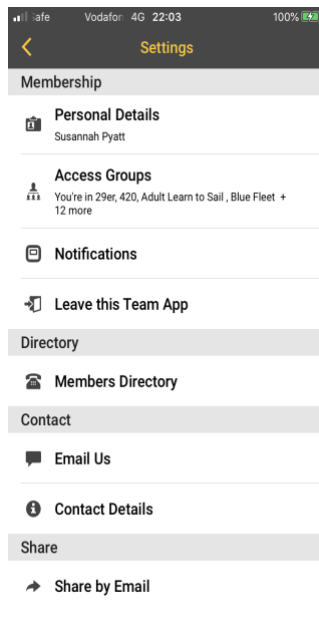 Vodafon 4G 22:03 100%
Settings
Membership
Personal Details
Susannah Pyatt
Access Groups
You're in 29er, 420, Adult Learn to Sail , Blue Fleet +
12 more
Notifications
Leave this Team App
Directory
Members Directory
Contact
Email Us
Contact Details
Share
Share by Email